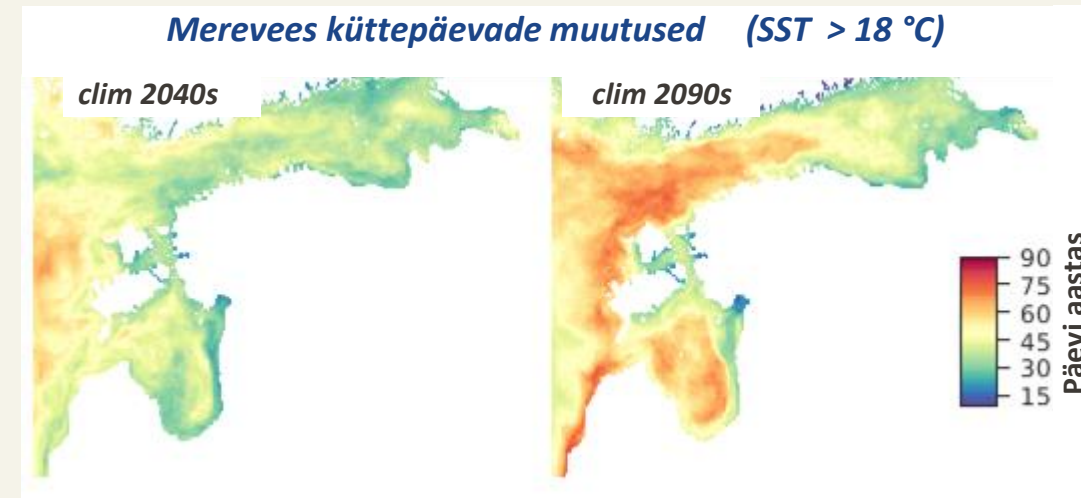 Merevees küttepäevade muutused (SST > 18 °C)
clim 2040s
clim 2090s
90
75
60
45
30
15
Päevi aastas